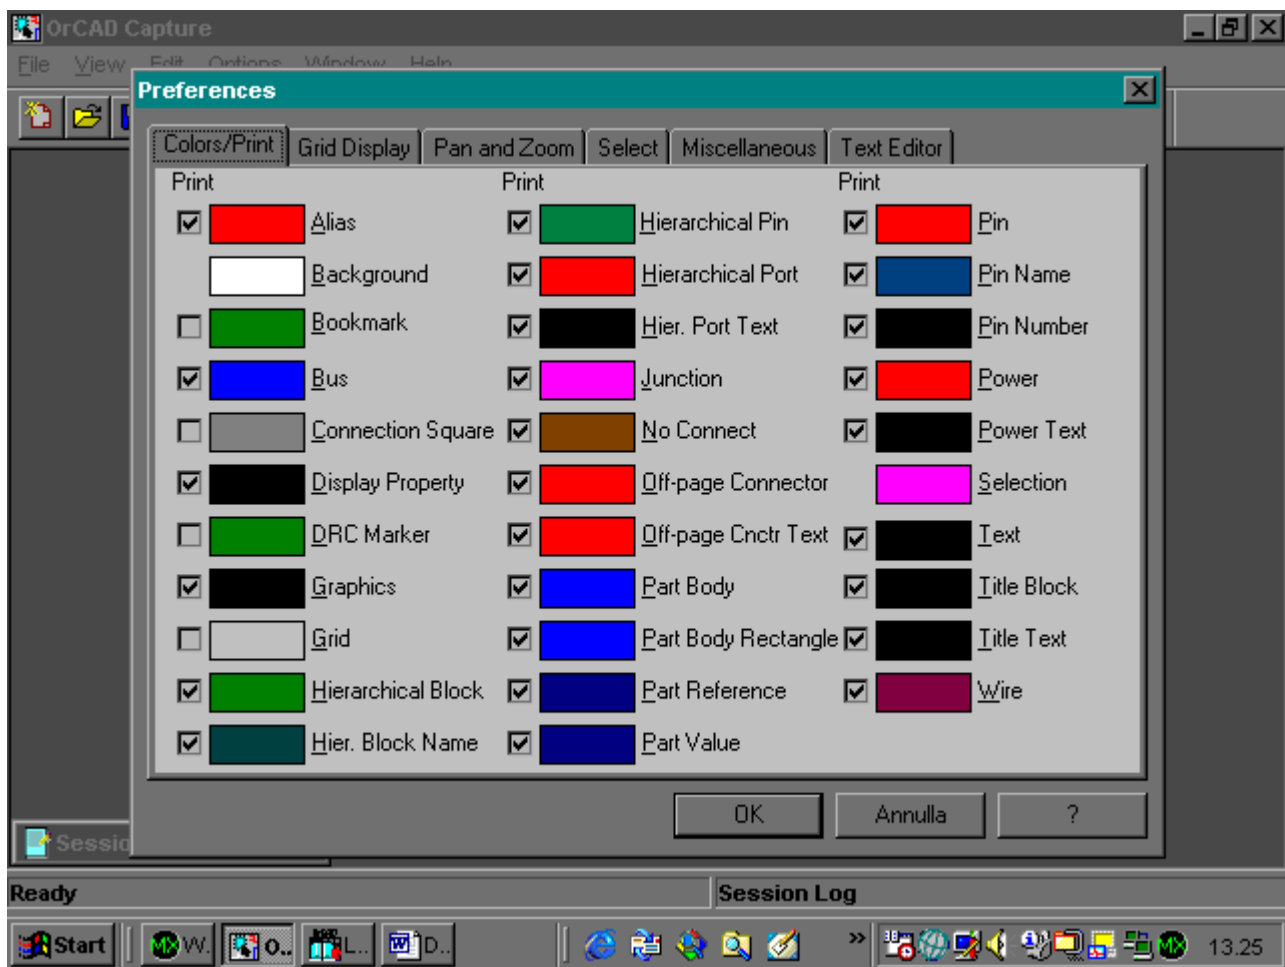 OrCAD Capture
File View Edit Options Window Help
Preferences
Colors/Print Grid Display Pan and Zoom Select Miscellaneous Text Editor
Print Print Print
Alias Hierarchical Pin Pin
Background Hierarchical Port Pin Name
Bookmark Hier. Port Text Pin Number
Bus Junction Power
Connection Square No Connect Power Text
Display Property Off-page Connector Selection
DRC Marker Off-page Cnctr Text Text
Graphics Part Body Title Block
Grid Part Body Rectangle Title Text
Hierarchical Block Part Reference Wire
Hier. Block Name Part Value
OK Annulla ?
Sessio
Ready Session Log
Start W.. O.. L... D.. » 13.25